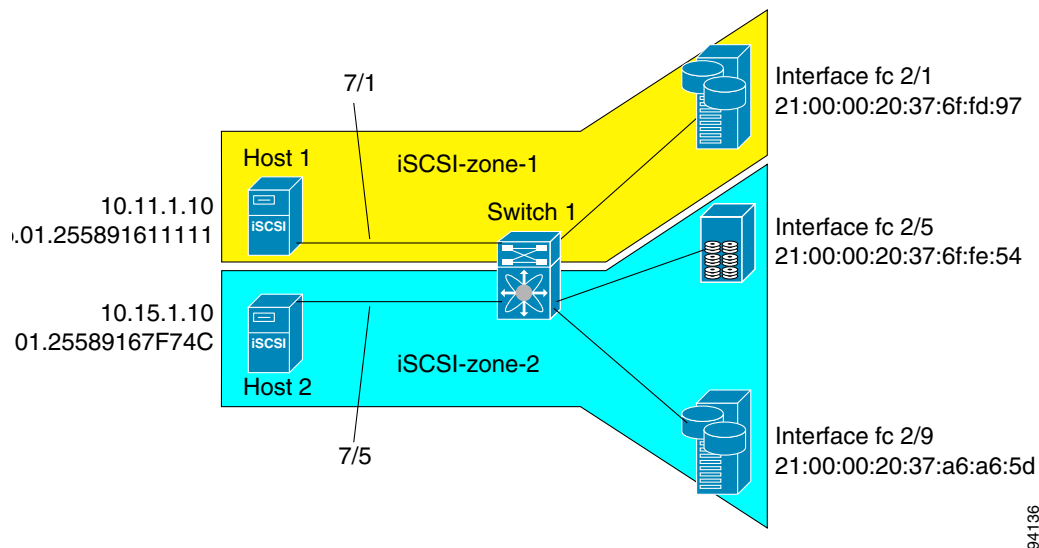 7/1
Interface fc 2/1
21:00:00:20:37:6f:fd:97
Host 1
iSCSI-zone-1
10.11.1.10
.01.255891611111
iSCSI
Switch 1
Interface fc 2/5
21:00:00:20:37:6f:fe:54
10.15.1.10
01.25589167F74C
iSCSI
iSCSI-zone-2
Host 2
7/5
Interface fc 2/9
21:00:00:20:37:a6:a6:5d
94136